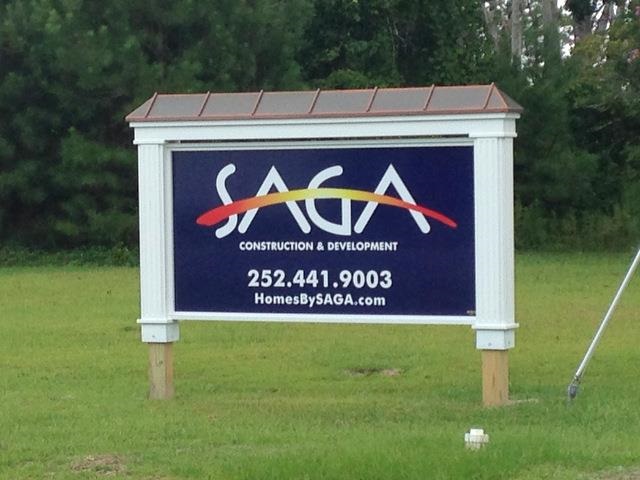 SAGA
CONSTRUCTION & DEVELOPMENT
252.441.9003
HomesBySAGA.com